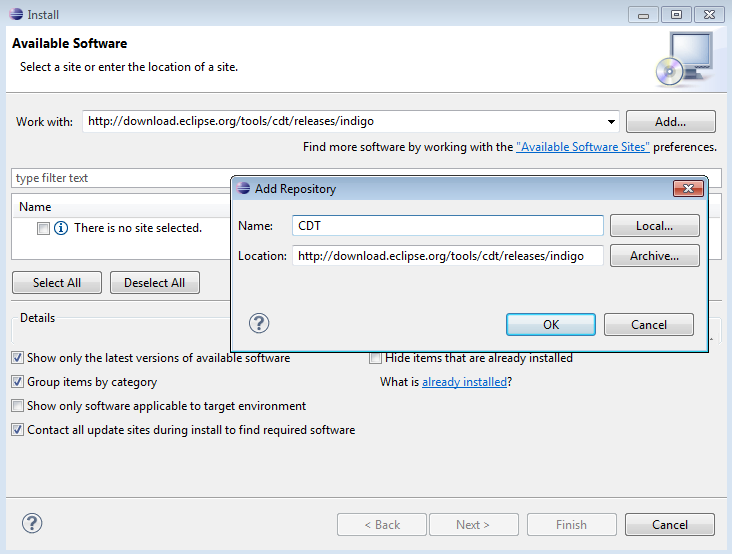 Install
Available Software
Select a site or enter the location of a site.
Work with: http://download.eclipse.org/tools/cdt/releases/indigo Add...
Find more software by working with the "Available Software Sites" preferences.
type filter text
Name
There is no site selected.
Select All Deselect All
Details
Add Repository
Name: CDT Local...
Location: http://download.eclipse.org/tools/cdt/releases/indigo Archive...
OK Cancel
Show only the latest versions of available software Hide items that are already installed
Group items by category What is already installed?
Show only software applicable to target environment
Contact all update sites during install to find required software
< Back Next > Finish Cancel